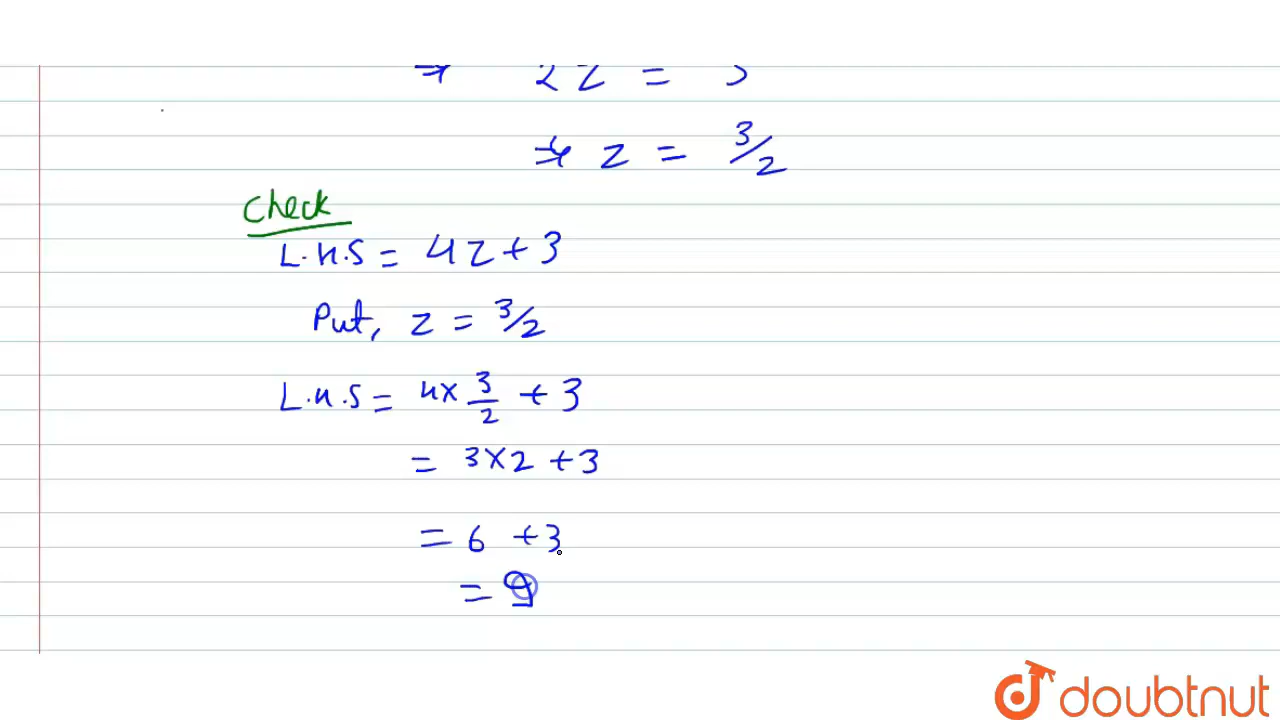 ⇒ 2z =
⇒ z = 3/2
Check
L.H.S = 4z + 3
Put, z = 3/2
L.H.S = 4 × 3/2 + 3
= 3 × 2 + 3
= 6 + 3
= 9
doubtnut